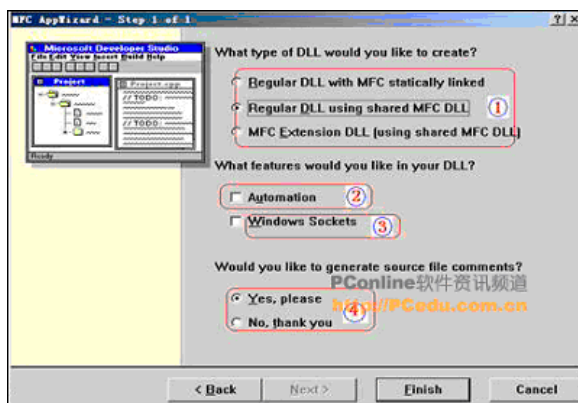 MFC AppWizard - Step 1 of 1
What type of DLL would you like to create?
Microsoft Developer Studio
File Edit View Insert Build Help
Regular DLL with MFC statically linked
Project
Project.cpp
// TODO:
Regular DLL using shared MFC DLL
①
// TODO:
MFC Extension DLL (using shared MFC DLL)
Ready
What features would you like in your DLL?
Automation
②
Windows Sockets
③
Would you like to generate source file comments?
PConline软件资讯频道
Yes, please
http://PCedu.com.cn
④
No, thank you
< Back
Next >
Finish
Cancel